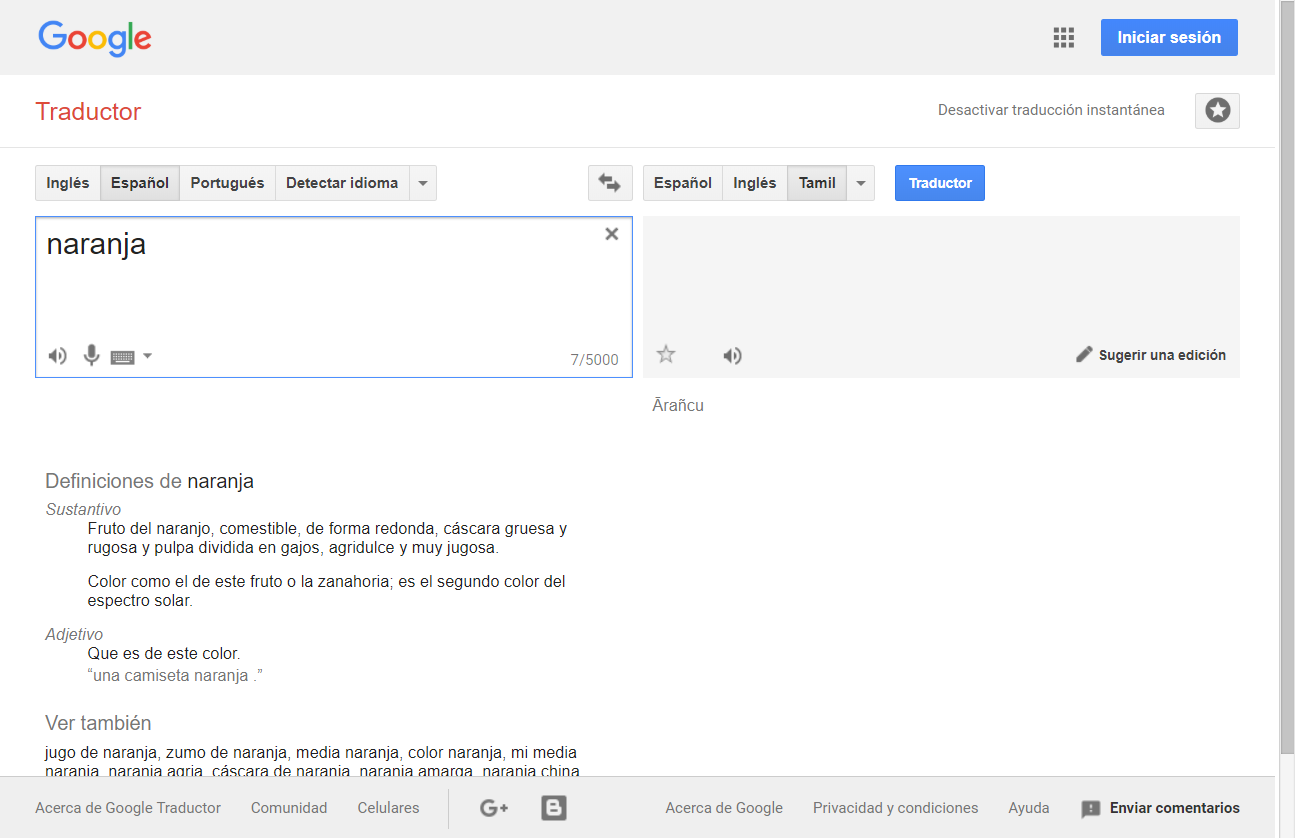 Google
Iniciar sesión
Traductor
Desactivar traducción instantánea
Inglés Español Portugués Detectar idioma
Español Inglés Tamil
Traductor
naranja
7/5000
Sugerir una edición
Ārañcu
Definiciones de naranja
Sustantivo
Fruto del naranjo, comestible, de forma redonda, cáscara gruesa y
rugosa y pulpa dividida en gajos, agridulce y muy jugosa.
Color como el de este fruto o la zanahoria; es el segundo color del
espectro solar.
Adjetivo
Que es de este color.
“una camiseta naranja .”
Ver también
jugo de naranja, zumo de naranja, media naranja, color naranja, mi media
naranja, naranja agria, cáscara de naranja, naranja amarga, naranja china
Acerca de Google Traductor Comunidad Celulares G+ B Acerca de Google Privacidad y condiciones Ayuda Enviar comentarios